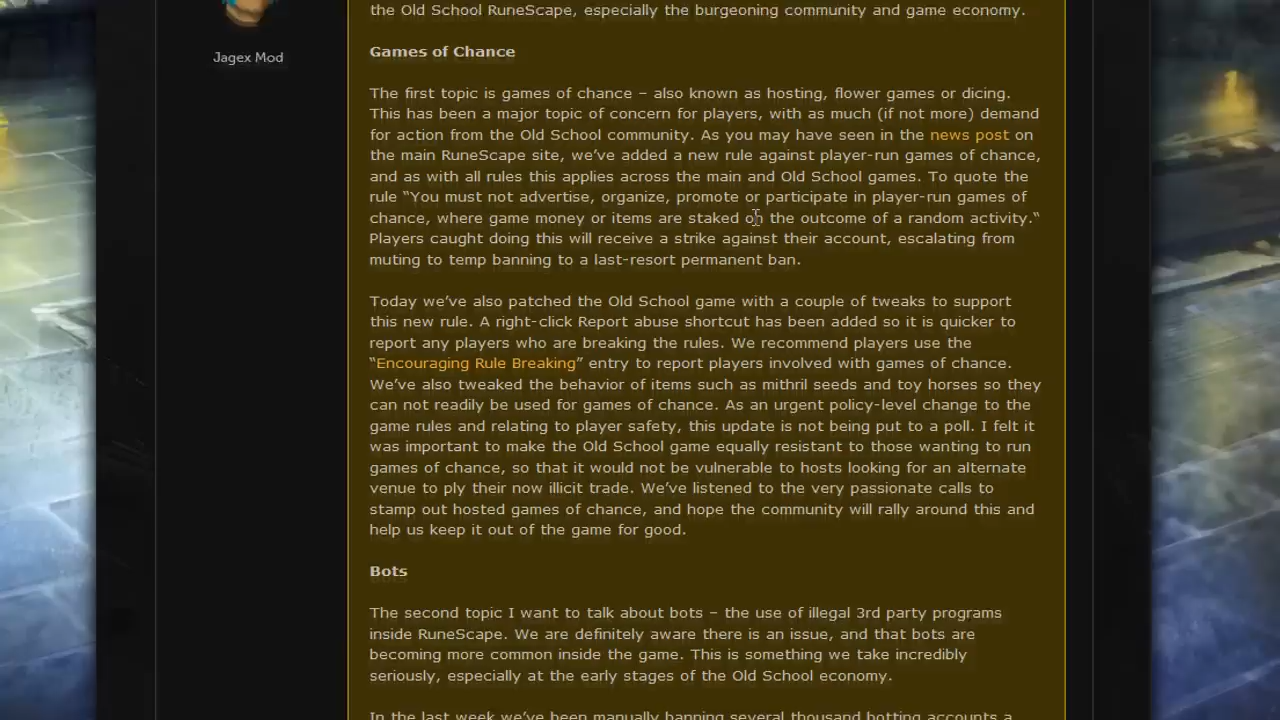 the Old School RuneScape, especially the burgeoning community and game economy.
Jagex Mod
Games of Chance
The first topic is games of chance – also known as hosting, flower games or dicing.
This has been a major topic of concern for players, with as much (if not more) demand
for action from the Old School community. As you may have seen in the news post on
the main RuneScape site, we’ve added a new rule against player-run games of chance,
and as with all rules this applies across the main and Old School games. To quote the
rule “You must not advertise, organize, promote or participate in player-run games of
chance, where game money or items are staked on the outcome of a random activity.“
Players caught doing this will receive a strike against their account, escalating from
muting to temp banning to a last-resort permanent ban.
Today we’ve also patched the Old School game with a couple of tweaks to support
this new rule. A right-click Report abuse shortcut has been added so it is quicker to
report any players who are breaking the rules. We recommend players use the
“Encouraging Rule Breaking” entry to report players involved with games of chance.
We’ve also tweaked the behavior of items such as mithril seeds and toy horses so they
can not readily be used for games of chance. As an urgent policy-level change to the
game rules and relating to player safety, this update is not being put to a poll. I felt it
was important to make the Old School game equally resistant to those wanting to run
games of chance, so that it would not be vulnerable to hosts looking for an alternate
venue to ply their now illicit trade. We’ve listened to the very passionate calls to
stamp out hosted games of chance, and hope the community will rally around this and
help us keep it out of the game for good.
Bots
The second topic I want to talk about bots – the use of illegal 3rd party programs
inside RuneScape. We are definitely aware there is an issue, and that bots are
becoming more common inside the game. This is something we take incredibly
seriously, especially at the early stages of the Old School economy.
In the last week we’ve been manually banning several thousand botting accounts a